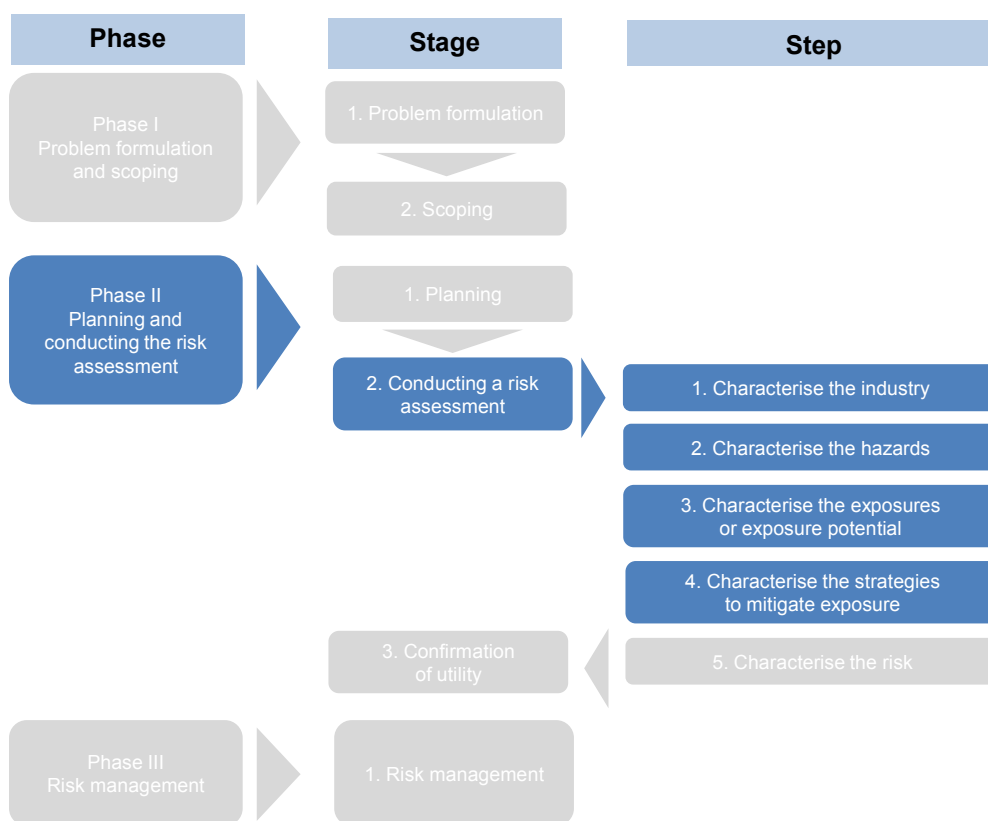 Phase
Stage
Step
Phase I
Problem formulation
and scoping
1. Problem formulation
2. Scoping
Phase II
Planning and
conducting the risk
assessment
1. Planning
2. Conducting a risk
assessment
1. Characterise the industry
2. Characterise the hazards
3. Characterise the exposures
or exposure potential
4. Characterise the strategies
to mitigate exposure
5. Characterise the risk
3. Confirmation
of utility
Phase III
Risk management
1. Risk management